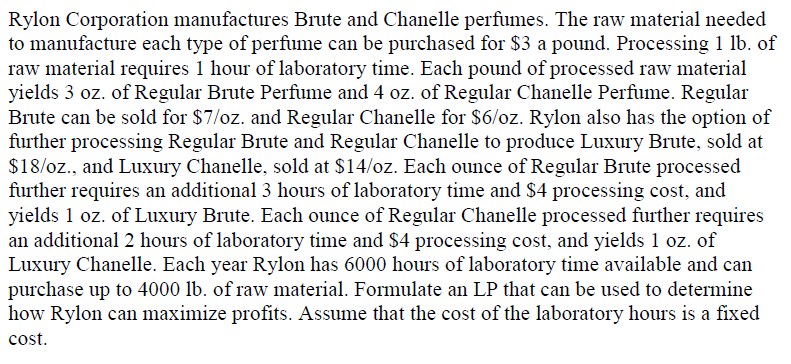 Rylon Corporation manufactures Brute and Chanelle perfumes. The raw material needed
to manufacture each type of perfume can be purchased for $3 a pound. Processing 1 lb. of
raw material requires 1 hour of laboratory time. Each pound of processed raw material
yields 3 oz. of Regular Brute Perfume and 4 oz. of Regular Chanelle Perfume. Regular
Brute can be sold for $7/oz. and Regular Chanelle for $6/oz. Rylon also has the option of
further processing Regular Brute and Regular Chanelle to produce Luxury Brute, sold at
$18/oz., and Luxury Chanelle, sold at $14/oz. Each ounce of Regular Brute processed
further requires an additional 3 hours of laboratory time and $4 processing cost, and
yields 1 oz. of Luxury Brute. Each ounce of Regular Chanelle processed further requires
an additional 2 hours of laboratory time and $4 processing cost, and yields 1 oz. of
Luxury Chanelle. Each year Rylon has 6000 hours of laboratory time available and can
purchase up to 4000 lb. of raw material. Formulate an LP that can be used to determine
how Rylon can maximize profits. Assume that the cost of the laboratory hours is a fixed
cost.